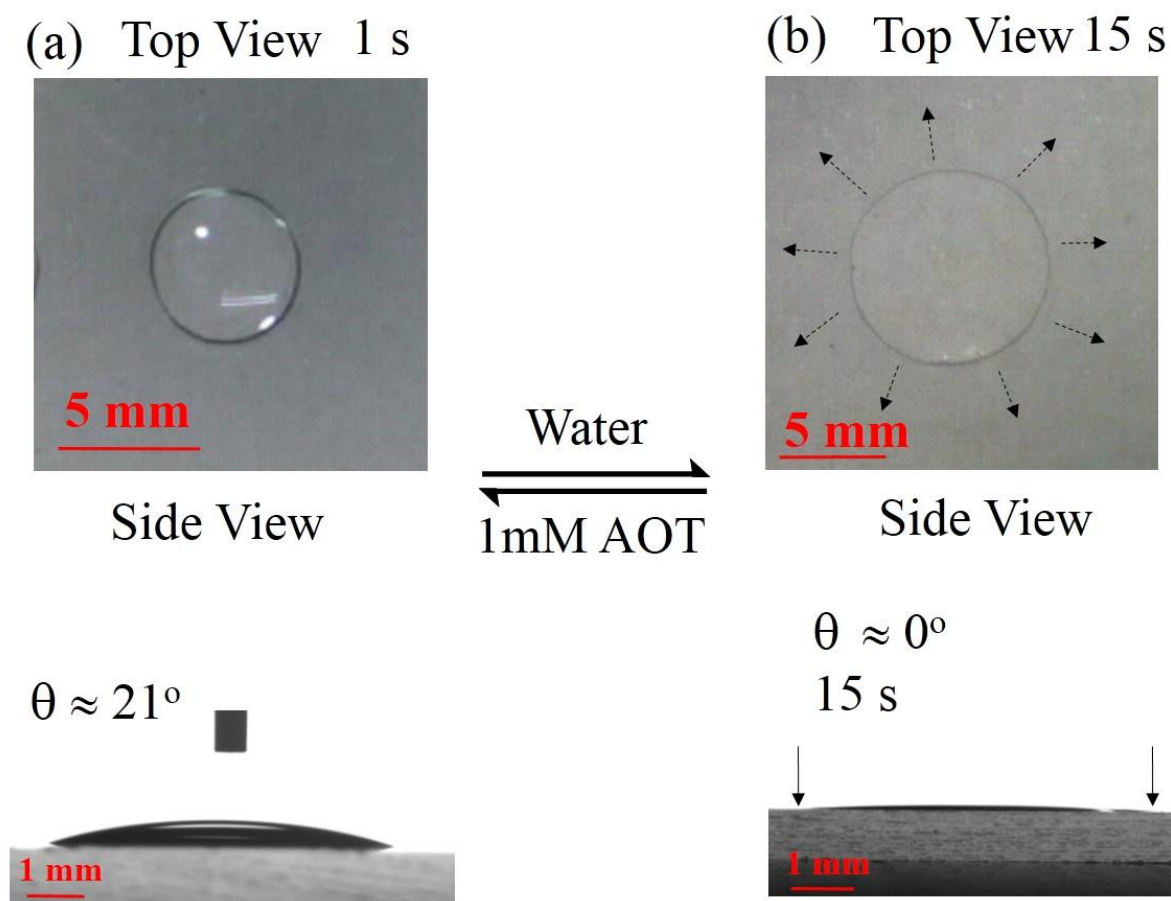 (a) Top View 1 s
5 mm
Side View
θ ≈ 21°
1 mm
Water
1mM AOT
(b) Top View 15 s
5 mm
Side View
θ ≈ 0°
15 s
1 mm